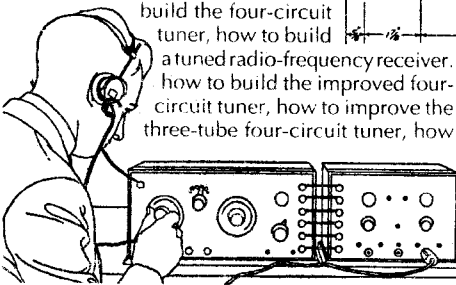 build the four-circuit
tuner, how to build
a tuned radio-frequency receiver.
how to build the improved four-
circuit tuner, how to improve the
three-tube four-circuit tuner, how